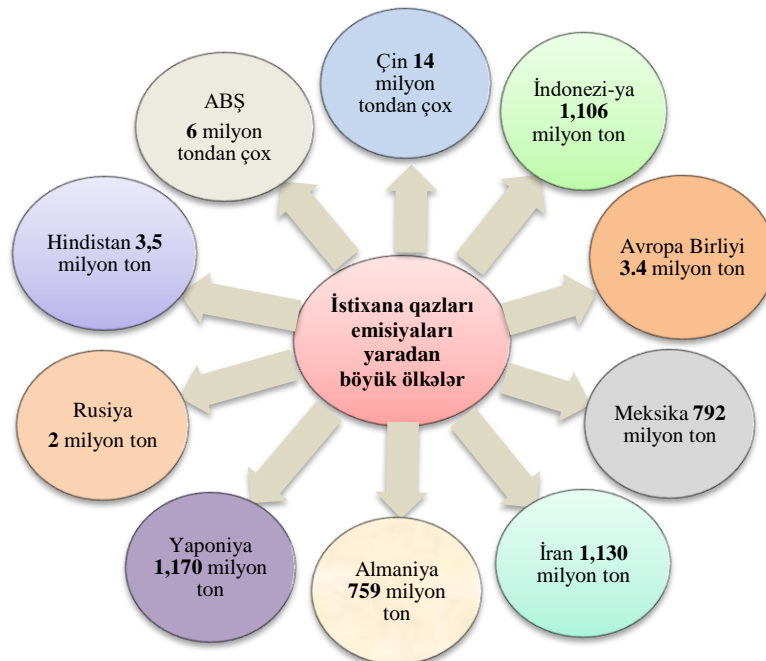 Çin 14
milyon
tondan çox
İndonezi-ya
1,106
milyon ton
Avropa Birliyi
3.4 milyon ton
Meksika 792
milyon ton
İran 1,130
milyon ton
Almaniya
759 milyon
ton
Yaponiya
1,170 milyon
ton
Rusiya
2 milyon ton
Hindistan 3,5
milyon ton
ABŞ
6 milyon
tondan çox
İstixana qazları
emisiyaları
yaradan
böyük ölkələr